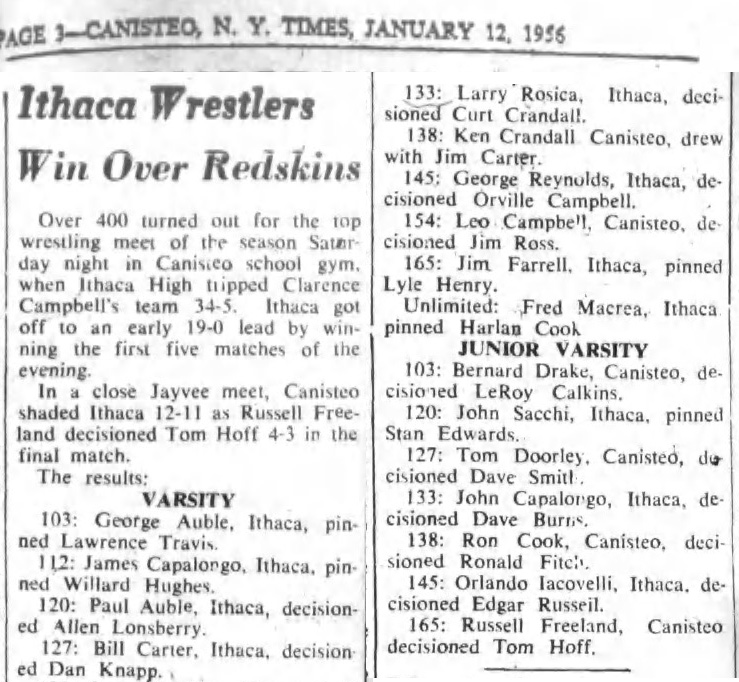 PAGE 3—CANISTEO, N. Y. TIMES, JANUARY 12, 1956
Ithaca Wrestlers
Win Over Redskins
Over 400 turned out for the top
wrestling meet of the season Satur-
day night in Canisteo school gym,
when Ithaca High tripped Clarence
Campbell's team 34-5. Ithaca got
off to an early 19-0 lead by win-
ning the first five matches of the
evening.
In a close Jayvee meet, Canisteo
shaded Ithaca 12-11 as Russell Free-
land decisioned Tom Hoff 4-3 in the
final match.
The results:
VARSITY
103: George Auble, Ithaca, pin-
ned Lawrence Travis.
112: James Capalongo, Ithaca, pin-
ned Willard Hughes.
120: Paul Auble, Ithaca, decision-
ed Allen Lonsberry.
127: Bill Carter, Ithaca, decision-
ed Dan Knapp.
133: Larry Rosica, Ithaca, deci-
sioned Curt Crandall.
138: Ken Crandall Canisteo, drew
with Jim Carter.
145: George Reynolds, Ithaca, de-
cisioned Orville Campbell.
154: Leo Campbell, Canisteo, de-
cisioned Jim Ross.
165: Jim Farrell, Ithaca, pinned
Lyle Henry.
Unlimited: Fred Macrea, Ithaca
pinned Harlan Cook
JUNIOR VARSITY
103: Bernard Drake, Canisteo, de-
cisioned LeRoy Calkins.
120: John Sacchi, Ithaca, pinned
Stan Edwards.
127: Tom Doorley, Canisteo, de-
cisioned Dave Smith.
133: John Capalongo, Ithaca, de-
cisioned Dave Burns.
138: Ron Cook, Canisteo, deci-
sioned Ronald Fitch.
145: Orlando Iacovelli, Ithaca, de-
cisioned Edgar Russell.
165: Russell Freeland, Canisteo
decisioned Tom Hoff.